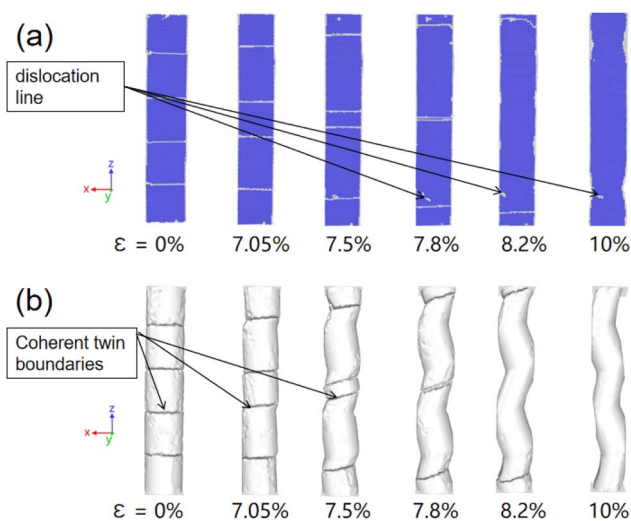 (a)
dislocation
line
z
x
y
Ɛ = 0% 7.05% 7.5% 7.8% 8.2% 10%
(b)
Coherent twin
boundaries
z
x
y
Ɛ = 0% 7.05% 7.5% 7.8% 8.2% 10%